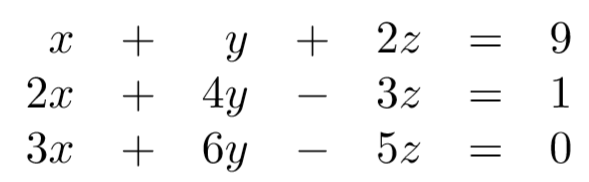 x + y + 2z = 9
2x + 4y − 3z = 1
3x + 6y − 5z = 0